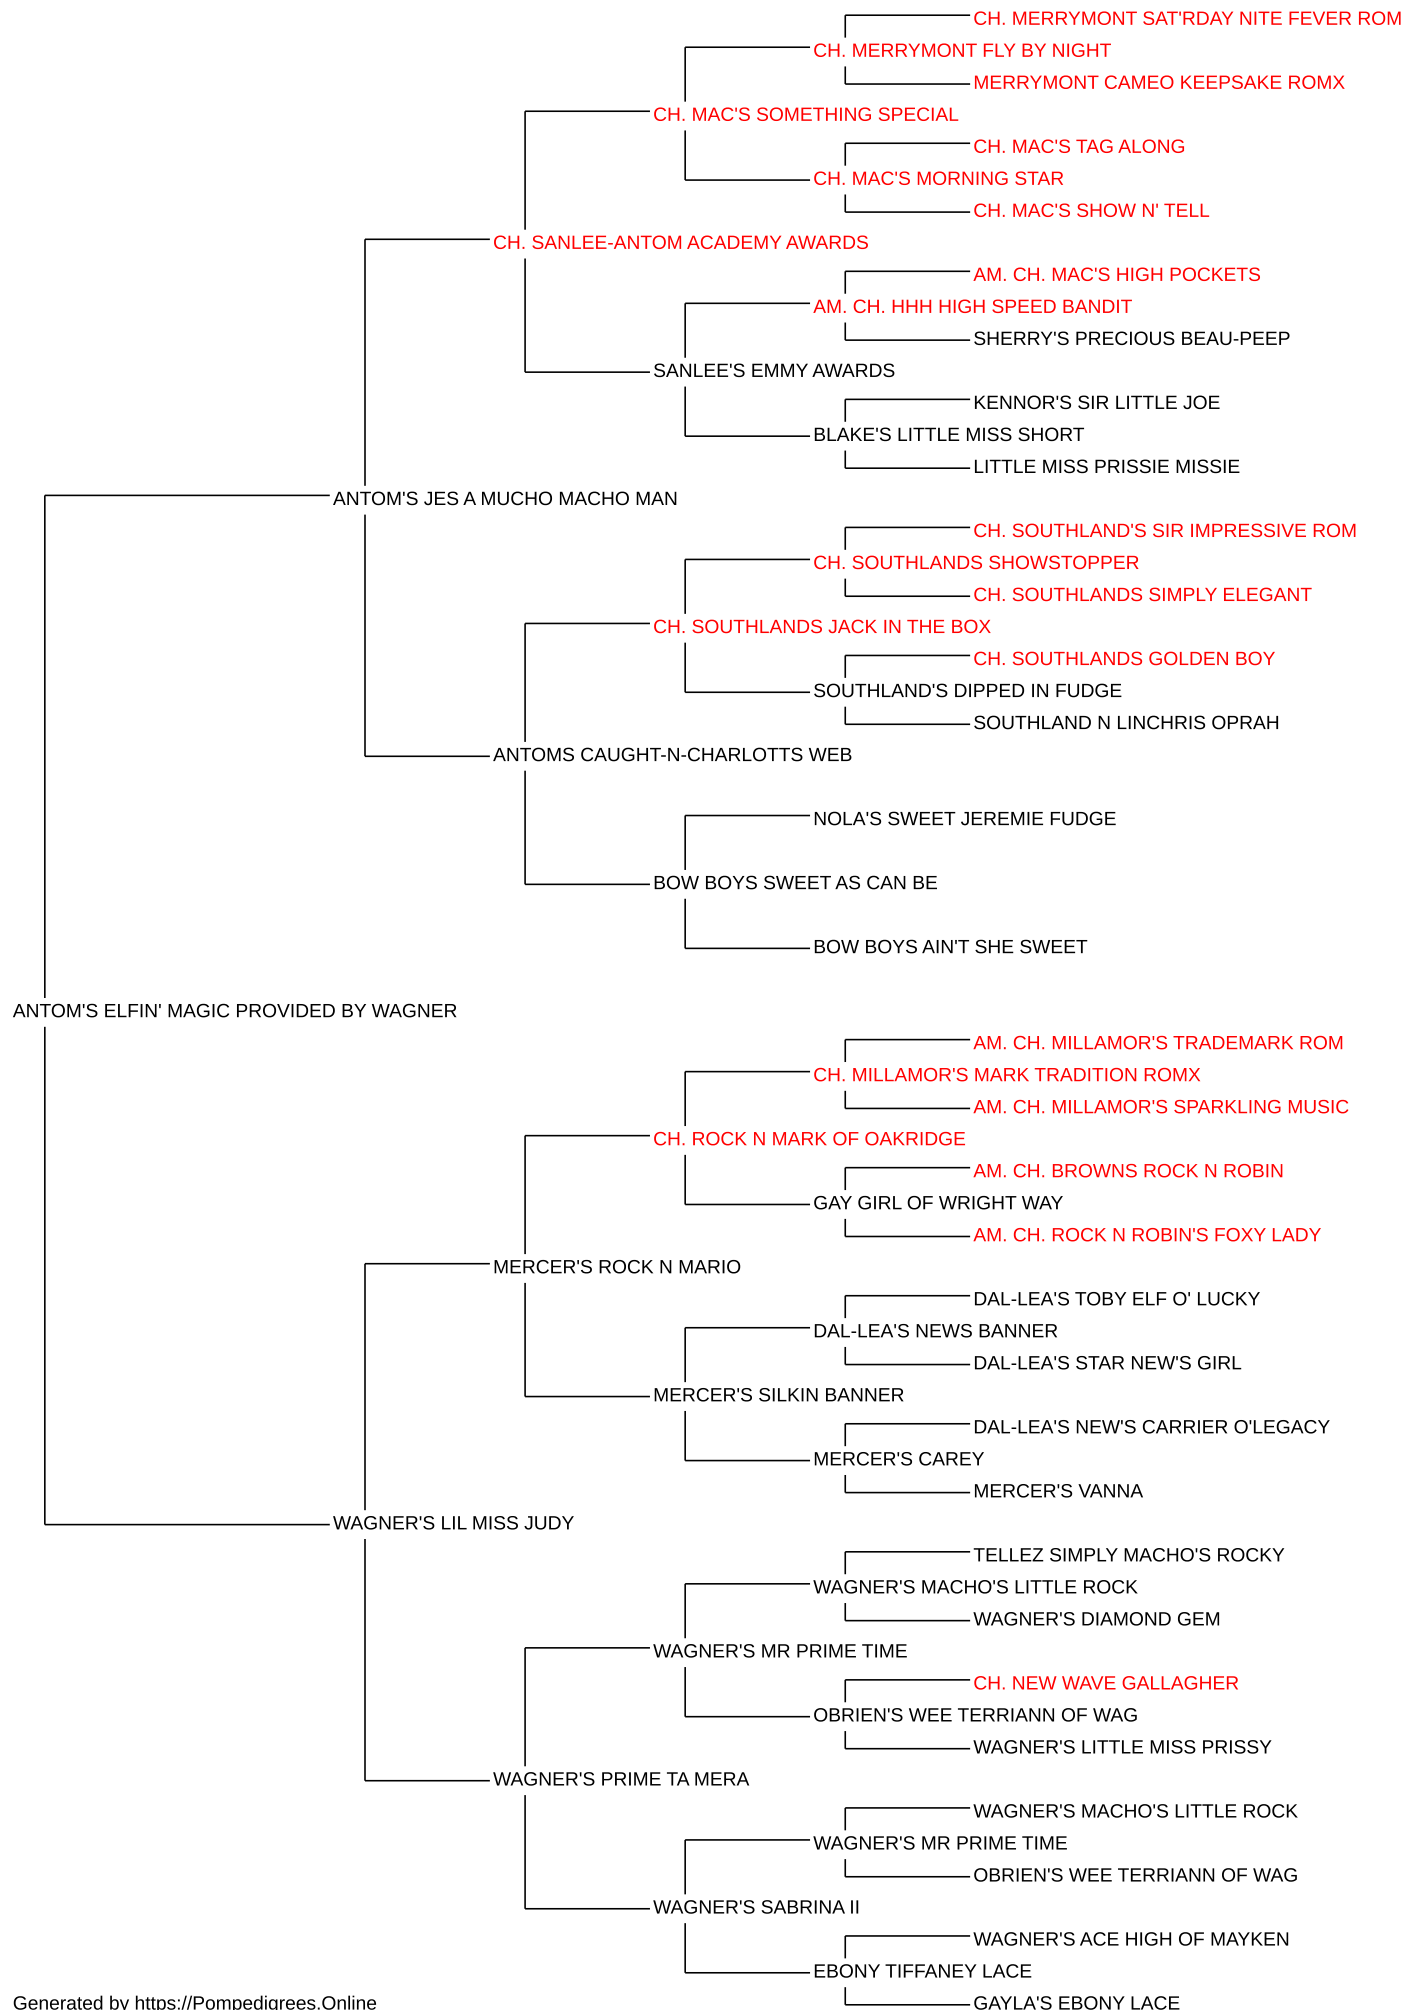 CH. MERRYMONT SAT'RDAY NITE FEVER ROM
CH. MERRYMONT FLY BY NIGHT
MERRYMONT CAMEO KEEPSAKE ROMX
CH. MAC'S SOMETHING SPECIAL
CH. MAC'S TAG ALONG
CH. MAC'S MORNING STAR
CH. MAC'S SHOW N' TELL
CH. SANLEE-ANTOM ACADEMY AWARDS
AM. CH. MAC'S HIGH POCKETS
AM. CH. HHH HIGH SPEED BANDIT
SHERRY'S PRECIOUS BEAU-PEEP
SANLEE'S EMMY AWARDS
KENNOR'S SIR LITTLE JOE
BLAKE'S LITTLE MISS SHORT
LITTLE MISS PRISSIE MISSIE
ANTOM'S JES A MUCHO MACHO MAN
CH. SOUTHLAND'S SIR IMPRESSIVE ROM
CH. SOUTHLANDS SHOWSTOPPER
CH. SOUTHLANDS SIMPLY ELEGANT
CH. SOUTHLANDS JACK IN THE BOX
CH. SOUTHLANDS GOLDEN BOY
SOUTHLAND'S DIPPED IN FUDGE
SOUTHLAND N LINCHRIS OPRAH
ANTOMS CAUGHT-N-CHARLOTTS WEB
NOLA'S SWEET JEREMIE FUDGE
BOW BOYS SWEET AS CAN BE
BOW BOYS AIN'T SHE SWEET
ANTOM'S ELFIN' MAGIC PROVIDED BY WAGNER
AM. CH. MILLAMOR'S TRADEMARK ROM
CH. MILLAMOR'S MARK TRADITION ROMX
AM. CH. MILLAMOR'S SPARKLING MUSIC
CH. ROCK N MARK OF OAKRIDGE
AM. CH. BROWNS ROCK N ROBIN
GAY GIRL OF WRIGHT WAY
AM. CH. ROCK N ROBIN'S FOXY LADY
MERCER'S ROCK N MARIO
DAL-LEA'S TOBY ELF O' LUCKY
DAL-LEA'S NEWS BANNER
DAL-LEA'S STAR NEW'S GIRL
MERCER'S SILKIN BANNER
DAL-LEA'S NEW'S CARRIER O'LEGACY
MERCER'S CAREY
MERCER'S VANNA
WAGNER'S LIL MISS JUDY
TELLEZ SIMPLY MACHO'S ROCKY
WAGNER'S MACHO'S LITTLE ROCK
WAGNER'S DIAMOND GEM
WAGNER'S MR PRIME TIME
CH. NEW WAVE GALLAGHER
OBRIEN'S WEE TERRIANN OF WAG
WAGNER'S LITTLE MISS PRISSY
WAGNER'S PRIME TA MERA
WAGNER'S MACHO'S LITTLE ROCK
WAGNER'S MR PRIME TIME
OBRIEN'S WEE TERRIANN OF WAG
WAGNER'S SABRINA II
WAGNER'S ACE HIGH OF MAYKEN
EBONY TIFFANEY LACE
GAYLA'S EBONY LACE
Generated by https://Pompedigrees.Online